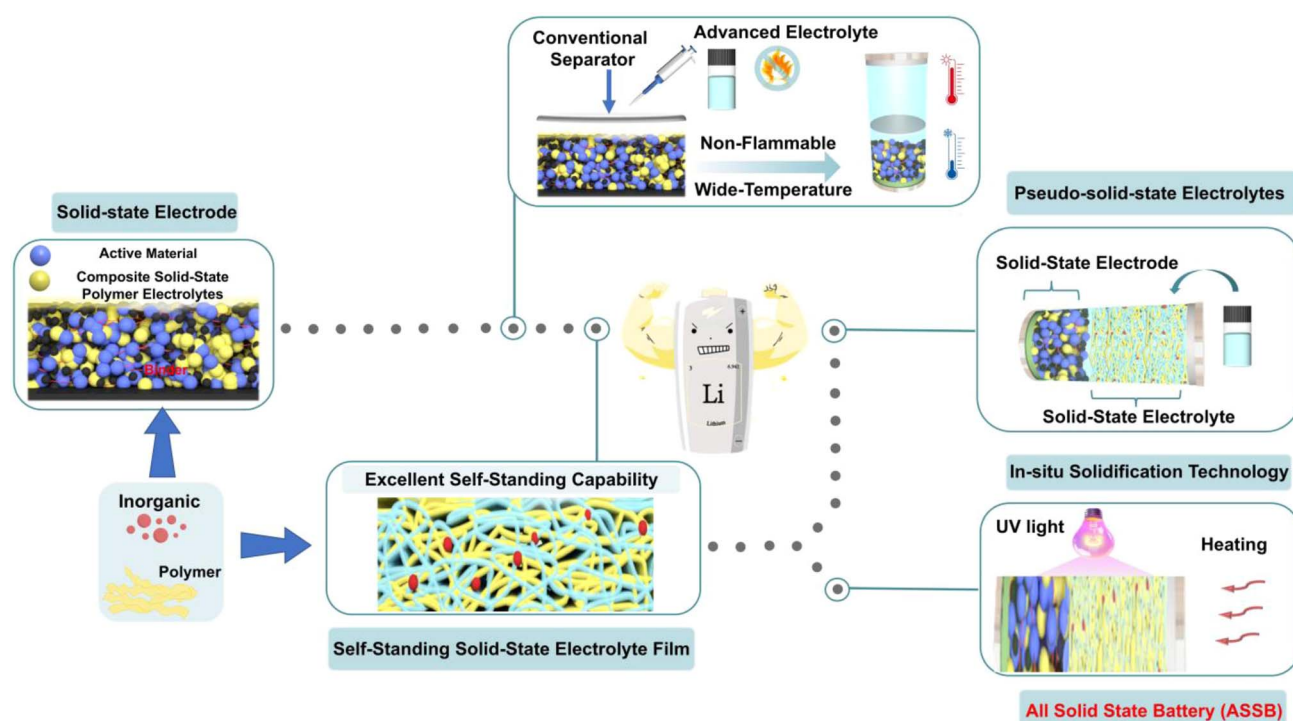 Conventional
Separator
Advanced Electrolyte
Non-Flammable
Wide-Temperature
Solid-state Electrode
Active Material
Composite Solid-State
Polymer Electrolytes
Binder
Inorganic
Polymer
Excellent Self-Standing Capability
Self-Standing Solid-State Electrolyte Film
3
Li
Lithium
+
Pseudo-solid-state Electrolytes
Solid-State Electrode
Solid-State Electrolyte
In-situ Solidification Technology
UV light
Heating
All Solid State Battery (ASSB)